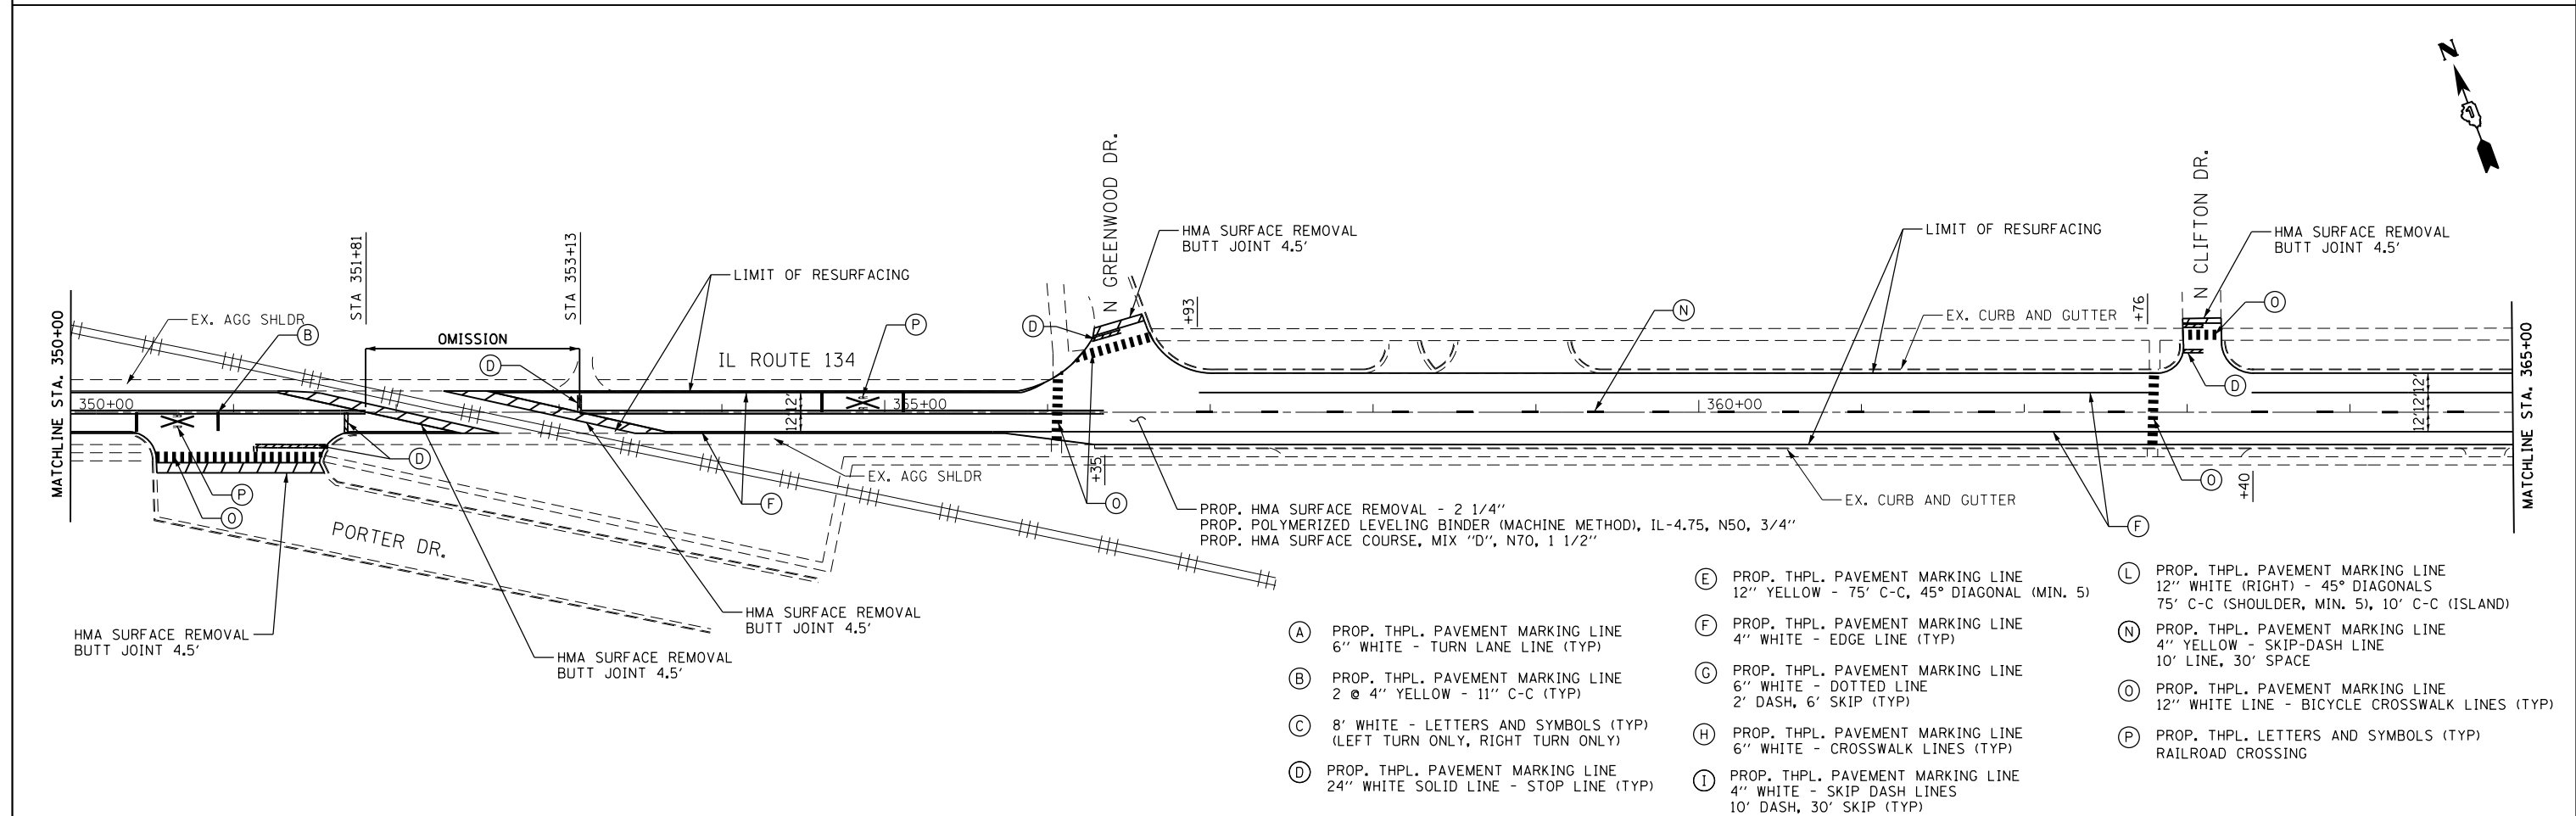 N
N GREENWOOD DR.
N CLIFTON DR.
HMA SURFACE REMOVAL
BUTT JOINT 4.5'
LIMIT OF RESURFACING
HMA SURFACE REMOVAL
BUTT JOINT 4.5'
MATCHLINE STA. 350+00
STA 351+81
STA 353+13
LIMIT OF RESURFACING
+93
+76
EX. AGG SHLDR
B
OMISSION
D
P
IL ROUTE 134
D
N
EX. CURB AND GUTTER
O
MATCHLINE STA. 365+00
350+00
12'
12'
355+00
360+00
D
12'
12'
12'
D
P
O
EX. AGG SHLDR
F
+35
O
EX. CURB AND GUTTER
O
+40
F
PORTER DR.
PROP. HMA SURFACE REMOVAL - 2 1/4"
PROP. POLYMERIZED LEVELING BINDER (MACHINE METHOD), IL-4.75, N50, 3/4"
PROP. HMA SURFACE COURSE, MIX "D", N70, 1 1/2"
HMA SURFACE REMOVAL
BUTT JOINT 4.5'
HMA SURFACE REMOVAL
BUTT JOINT 4.5'
HMA SURFACE REMOVAL
BUTT JOINT 4.5'
A PROP. THPL. PAVEMENT MARKING LINE
6" WHITE - TURN LANE LINE (TYP)
B PROP. THPL. PAVEMENT MARKING LINE
2 @ 4" YELLOW - 11" C-C (TYP)
C 8' WHITE - LETTERS AND SYMBOLS (TYP)
(LEFT TURN ONLY, RIGHT TURN ONLY)
D PROP. THPL. PAVEMENT MARKING LINE
24" WHITE SOLID LINE - STOP LINE (TYP)
E PROP. THPL. PAVEMENT MARKING LINE
12" YELLOW - 75' C-C, 45° DIAGONAL (MIN. 5)
F PROP. THPL. PAVEMENT MARKING LINE
4" WHITE - EDGE LINE (TYP)
G PROP. THPL. PAVEMENT MARKING LINE
6" WHITE - DOTTED LINE
2' DASH, 6' SKIP (TYP)
H PROP. THPL. PAVEMENT MARKING LINE
6" WHITE - CROSSWALK LINES (TYP)
I PROP. THPL. PAVEMENT MARKING LINE
4" WHITE - SKIP DASH LINES
10' DASH, 30' SKIP (TYP)
L PROP. THPL. PAVEMENT MARKING LINE
12" WHITE (RIGHT) - 45° DIAGONALS
75' C-C (SHOULDER, MIN. 5), 10' C-C (ISLAND)
N PROP. THPL. PAVEMENT MARKING LINE
4" YELLOW - SKIP-DASH LINE
10' LINE, 30' SPACE
O PROP. THPL. PAVEMENT MARKING LINE
12" WHITE LINE - BICYCLE CROSSWALK LINES (TYP)
P PROP. THPL. LETTERS AND SYMBOLS (TYP)
RAILROAD CROSSING